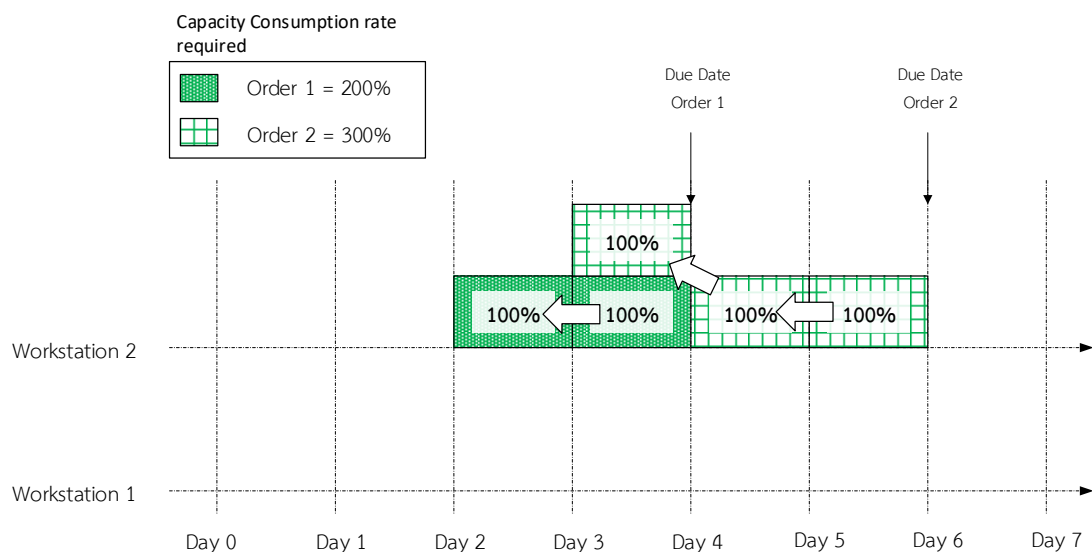 Capacity Consumption rate
required
Order 1 = 200%
Order 2 = 300%
Due Date
Order 1
Due Date
Order 2
100%
100%
100%
100%
100%
Workstation 2
Workstation 1
Day 0
Day 1
Day 2
Day 3
Day 4
Day 5
Day 6
Day 7